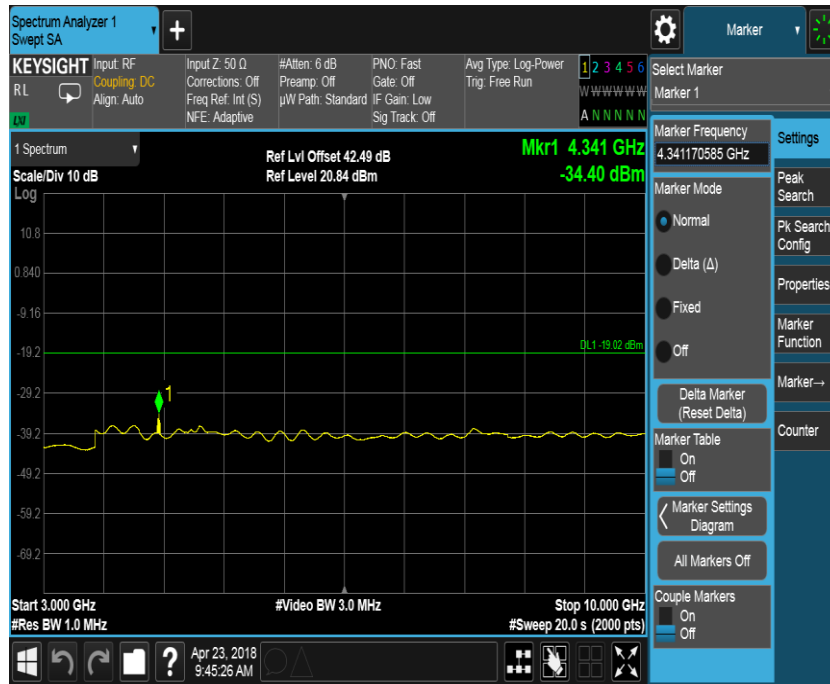 Spectrum Analyzer 1
Swept SA
+
Marker
KEYSIGHT
RL
LXI
Input: RF
Coupling: DC
Align: Auto
Input Z: 50 Ω
Corrections: Off
Freq Ref: Int (S)
NFE: Adaptive
#Atten: 6 dB
Preamp: Off
µW Path: Standard
PNO: Fast
Gate: Off
IF Gain: Low
Sig Track: Off
Avg Type: Log-Power
Trig: Free Run
1 2 3 4 5 6
W W W W W W
A N N N N N
Select Marker
Marker 1
1 Spectrum
Scale/Div 10 dB
Log
Ref Lvl Offset 42.49 dB
Ref Level 20.84 dBm
Mkr1 4.341 GHz
-34.40 dBm
10.8
0.840
-9.16
-19.2
-29.2
-39.2
-49.2
-59.2
-69.2
DL1 -19.02 dBm
1
Start 3.000 GHz
#Res BW 1.0 MHz
#Video BW 3.0 MHz
Stop 10.000 GHz
#Sweep 20.0 s (2000 pts)
Marker Frequency
4.341170585 GHz
Marker Mode
Normal
Delta (Δ)
Fixed
Off
Delta Marker
(Reset Delta)
Marker Table
On
Off
Marker Settings
Diagram
All Markers Off
Couple Markers
On
Off
Settings
Peak
Search
Pk Search
Config
Properties
Marker
Function
Marker→
Counter
?
Apr 23, 2018
9:45:26 AM